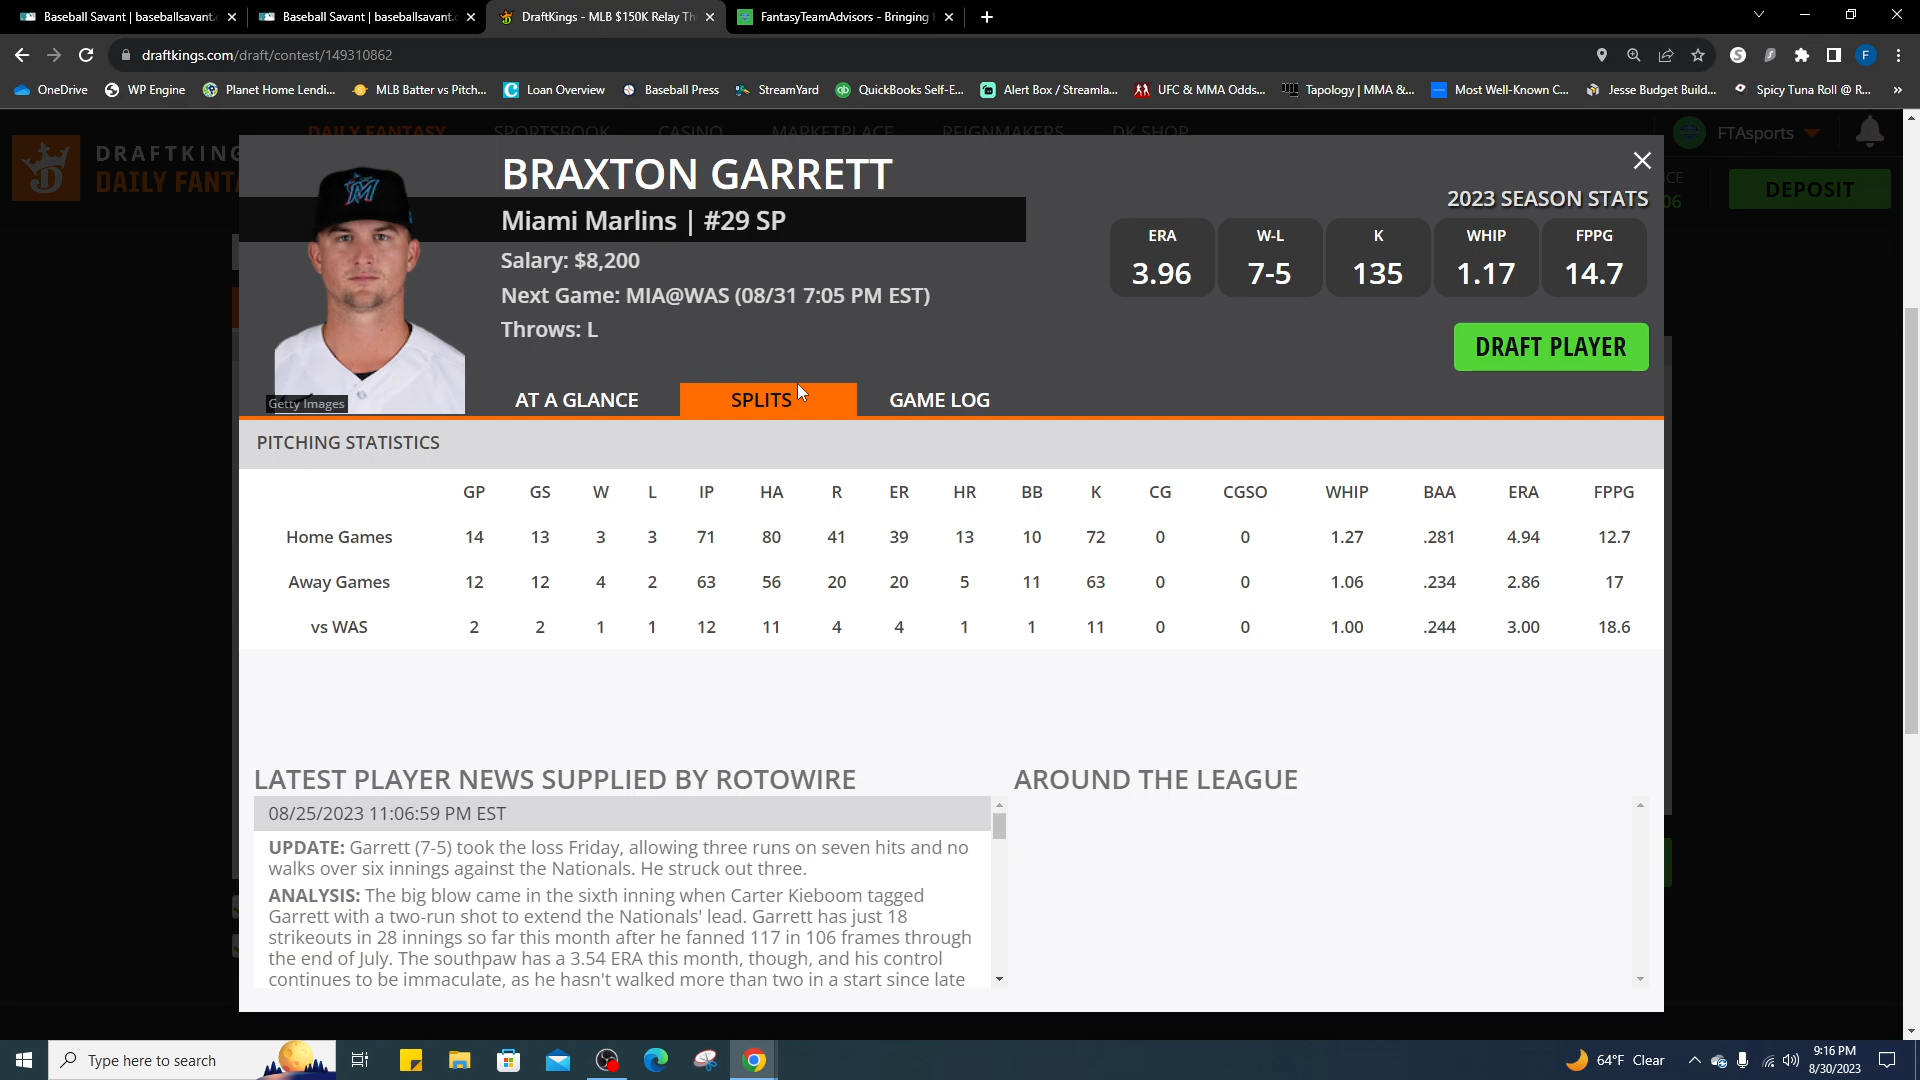 Baseball Savant | baseballsavant.
Baseball Savant | baseballsavant.c
DraftKings - MLB $150K Relay Th
FantasyTeamAdvisors - Bringing
draftkings.com/draft/contest/149310862
OneDrive WP Engine Planet Home Lendi... MLB Batter vs Pitch... Loan Overview Baseball Press StreamYard QuickBooks Self-E... Alert Box / Streamla... UFC & MMA Odds... Tapology | MMA &... Most Well-Known C... Jesse Budget Build... Spicy Tuna Roll @ R... »
DAILY FANTASY SPORTSBOOK CASINO MARKETPLACE REIGNMAKERS DK SHOP
DRAFTKING
DAILY FANTA
FTAsports
CE
06
DEPOSIT
BRAXTON GARRETT
Miami Marlins | #29 SP
Salary: $8,200
Next Game: MIA@WAS (08/31 7:05 PM EST)
Throws: L
Getty Images
2023 SEASON STATS
ERA W-L K WHIP FPPG
3.96 7-5 135 1.17 14.7
DRAFT PLAYER
AT A GLANCE SPLITS GAME LOG
PITCHING STATISTICS
GP GS W L IP HA R ER HR BB K CG CGSO WHIP BAA ERA FPPG
Home Games 14 13 3 3 71 80 41 39 13 10 72 0 0 1.27 .281 4.94 12.7
Away Games 12 12 4 2 63 56 20 20 5 11 63 0 0 1.06 .234 2.86 17
vs WAS 2 2 1 1 12 11 4 4 1 1 11 0 0 1.00 .244 3.00 18.6
LATEST PLAYER NEWS SUPPLIED BY ROTOWIRE
08/25/2023 11:06:59 PM EST
UPDATE: Garrett (7-5) took the loss Friday, allowing three runs on seven hits and no
walks over six innings against the Nationals. He struck out three.
ANALYSIS: The big blow came in the sixth inning when Carter Kieboom tagged
Garrett with a two-run shot to extend the Nationals' lead. Garrett has just 18
strikeouts in 28 innings so far this month after he fanned 117 in 106 frames through
the end of July. The southpaw has a 3.54 ERA this month, though, and his control
continues to be immaculate, as he hasn't walked more than two in a start since late
AROUND THE LEAGUE
Type here to search
64°F Clear
9:16 PM
8/30/2023